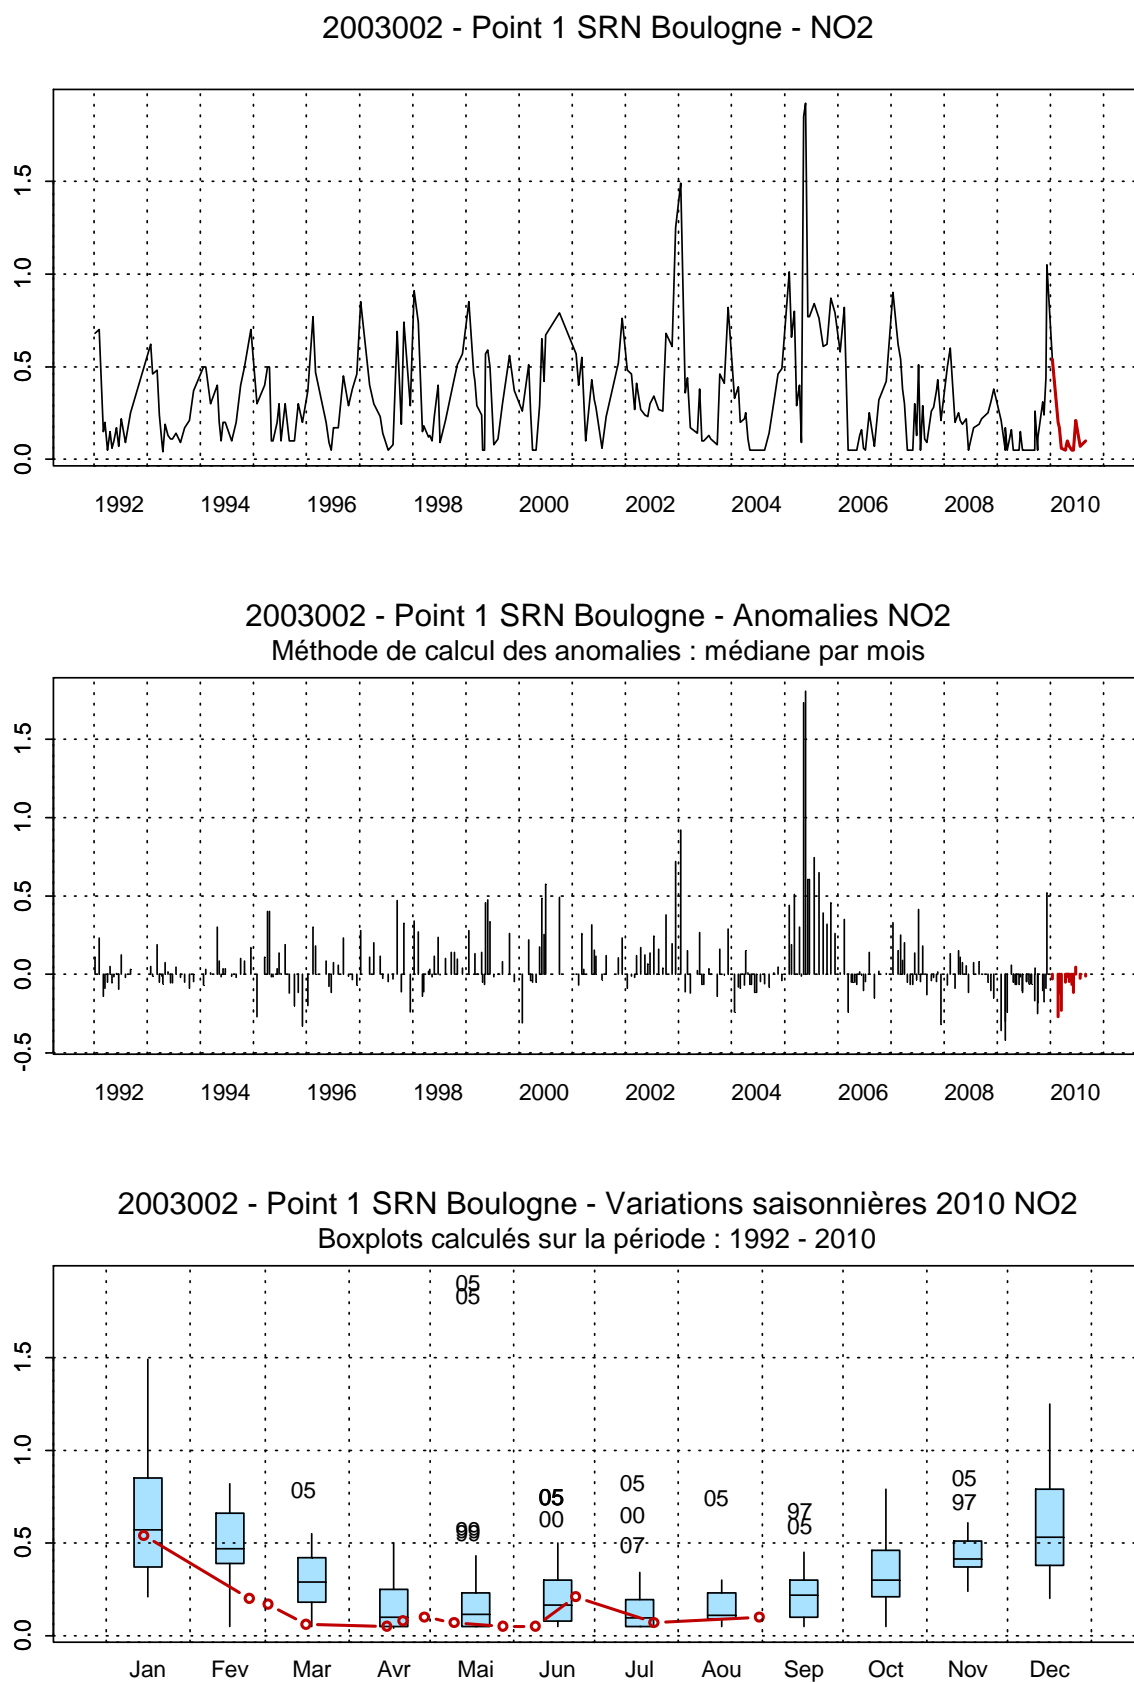 2003002 - Point 1 SRN Boulogne - NO2
1.5
1.0
0.5
0.0
1992 1994 1996 1998 2000 2002 2004 2006 2008 2010
2003002 - Point 1 SRN Boulogne - Anomalies NO2
Méthode de calcul des anomalies : médiane par mois
1.5
1.0
0.5
0.0
-0.5
1992 1994 1996 1998 2000 2002 2004 2006 2008 2010
2003002 - Point 1 SRN Boulogne - Variations saisonnières 2010 NO2
Boxplots calculés sur la période : 1992 - 2010
05
05
1.5
1.0
05 05 05
05 05 05 97
00 00 97
99 05
07
0.5
0.0
Jan Fev Mar Avr Mai Jun Jul Aou Sep Oct Nov Dec